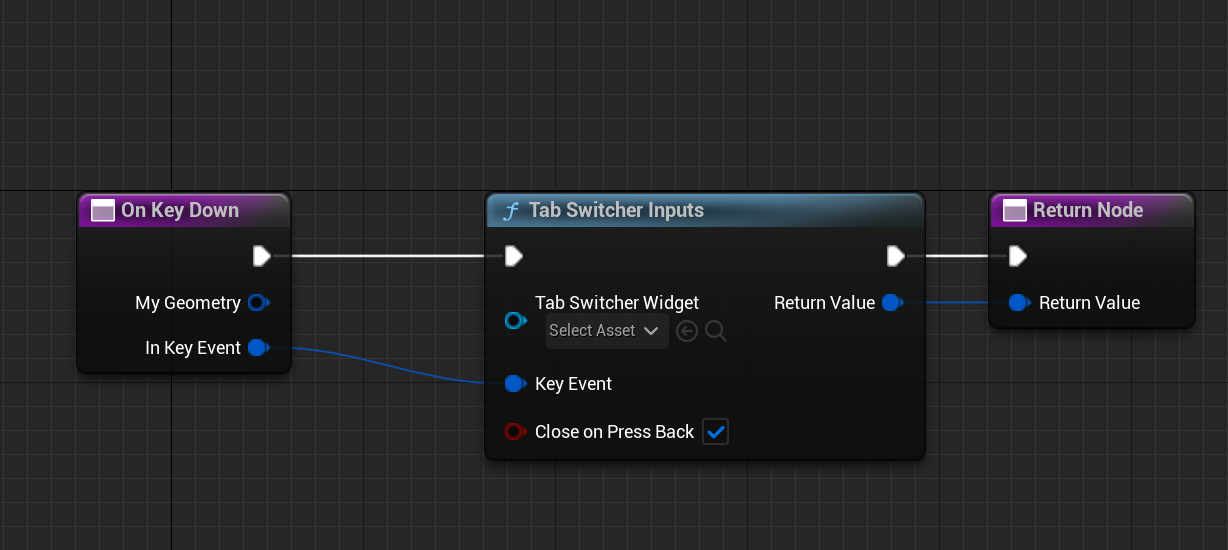 On Key Down
My Geometry
In Key Event
f Tab Switcher Inputs
Tab Switcher Widget
Select Asset
Key Event
Close on Press Back
Return Value
Return Node
Return Value